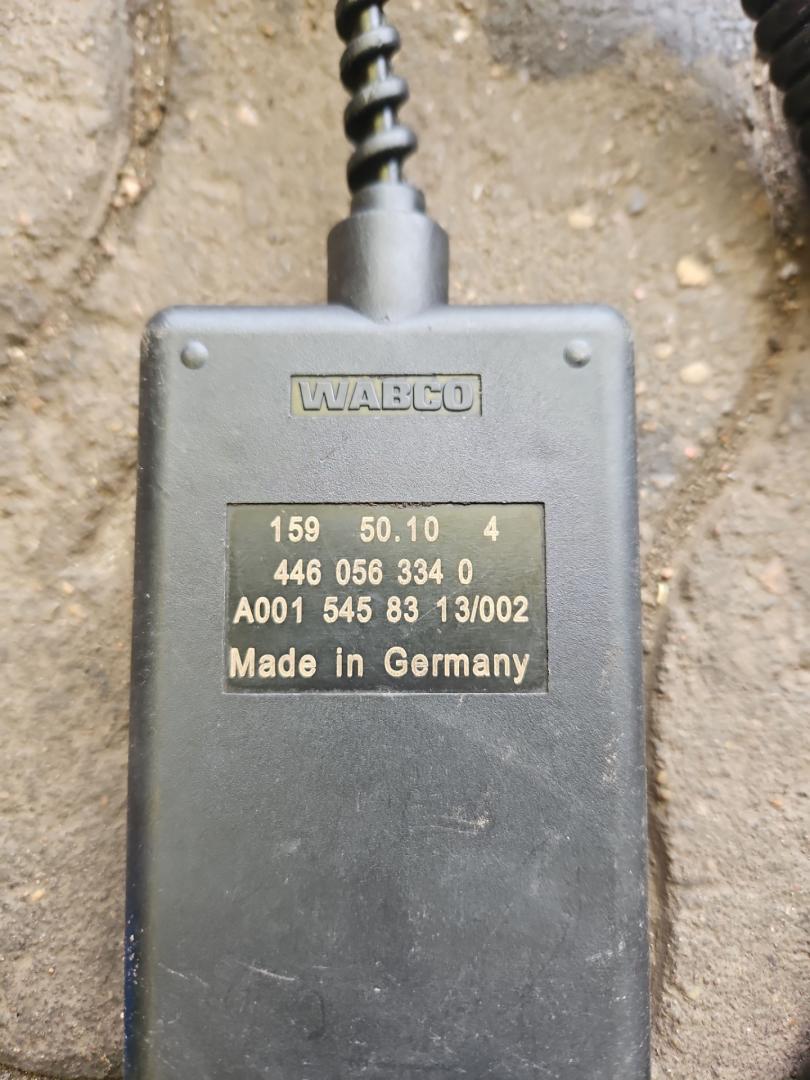 WABCO
159 50.10 4
446 056 334 0
A001 545 83 13/002
Made in Germany